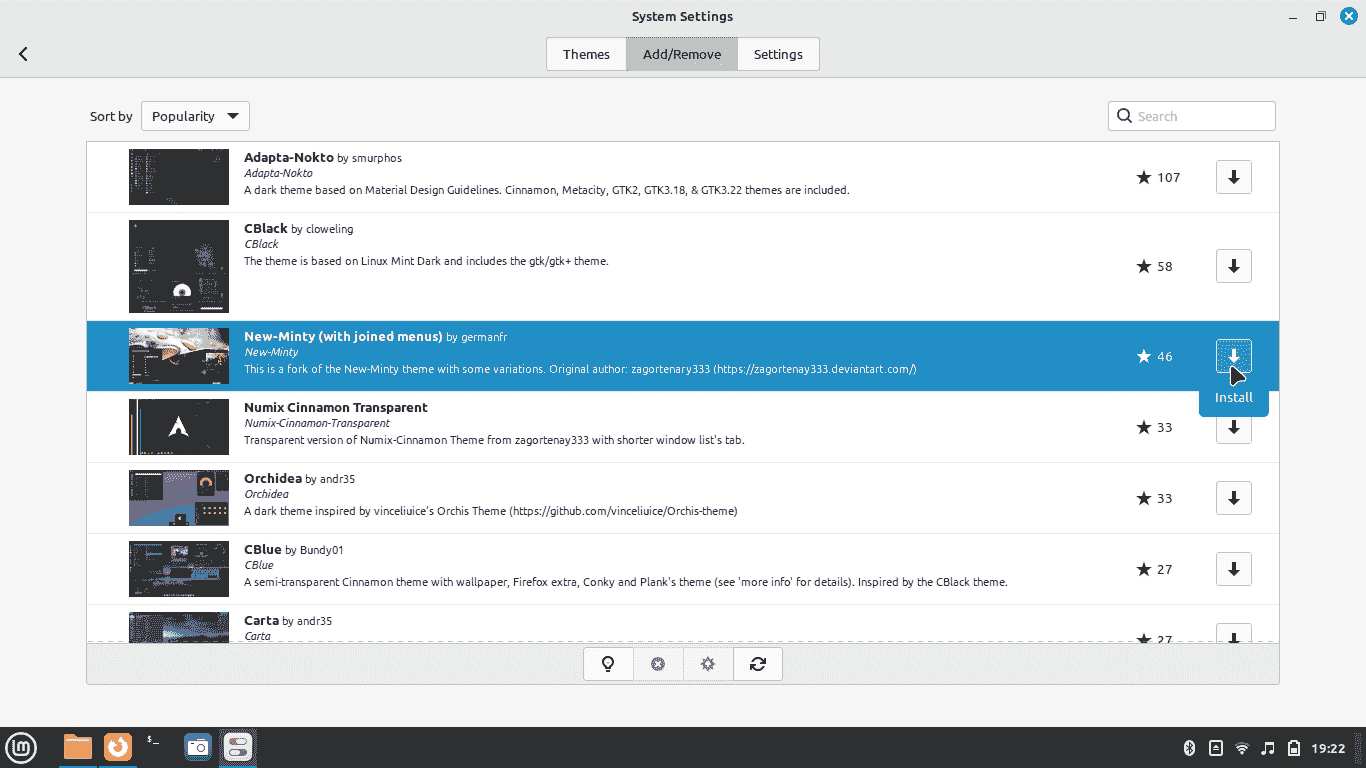 System Settings
Themes
Add/Remove
Settings
Sort by
Popularity
Search
Adapta-Nokto by smurphos
Adapta-Nokto
A dark theme based on Material Design Guidelines. Cinnamon, Metacity, GTK2, GTK3.18, & GTK3.22 themes are included.
107
CBlack by cloweling
CBlack
The theme is based on Linux Mint Dark and includes the gtk/gtk+ theme.
58
New-Minty (with joined menus) by germanfr
New-Minty
This is a fork of the New-Minty theme with some variations. Original author: zagortenary333 (https://zagortenay333.deviantart.com/)
46
Install
Numix Cinnamon Transparent
Numix-Cinnamon-Transparent
Transparent version of Numix-Cinnamon Theme from zagortenay333 with shorter window list's tab.
33
Orchidea by andr35
Orchidea
A dark theme inspired by vinceliuice's Orchis Theme (https://github.com/vinceliuice/Orchis-theme)
33
CBlue by Bundy01
CBlue
A semi-transparent Cinnamon theme with wallpaper, Firefox extra, Conky and Plank's theme (see 'more info' for details). Inspired by the CBlack theme.
27
Carta by andr35
Carta
27
$_
19:22